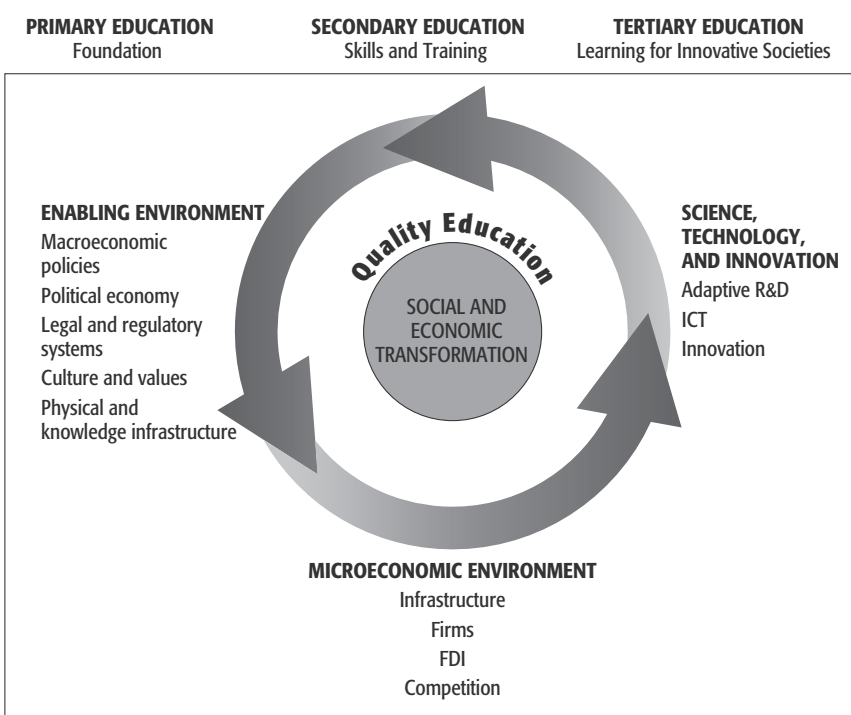 PRIMARY EDUCATION
Foundation
SECONDARY EDUCATION
Skills and Training
TERTIARY EDUCATION
Learning for Innovative Societies
ENABLING ENVIRONMENT
Macroeconomic
policies
Political economy
Legal and regulatory
systems
Culture and values
Physical and
knowledge infrastructure
Quality Education
SOCIAL AND
ECONOMIC
TRANSFORMATION
SCIENCE,
TECHNOLOGY,
AND INNOVATION
Adaptive R&D
ICT
Innovation
MICROECONOMIC ENVIRONMENT
Infrastructure
Firms
FDI
Competition